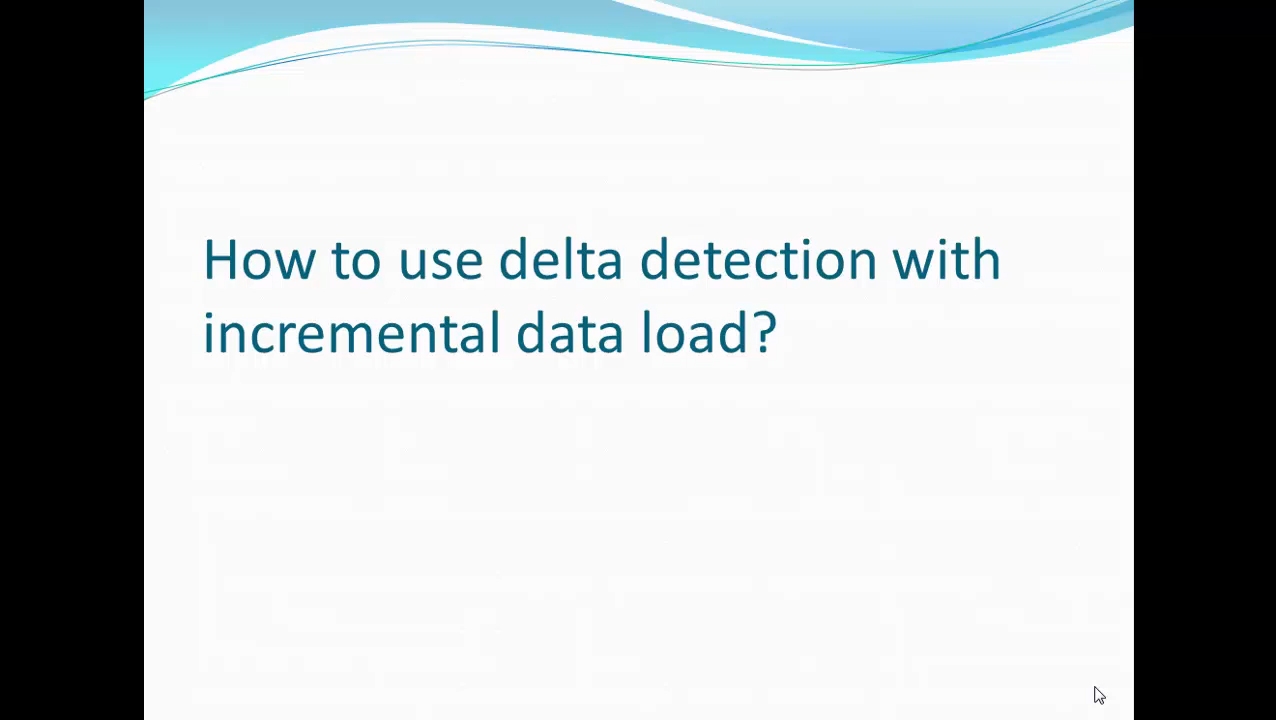 How to use delta detection with
incremental data load?